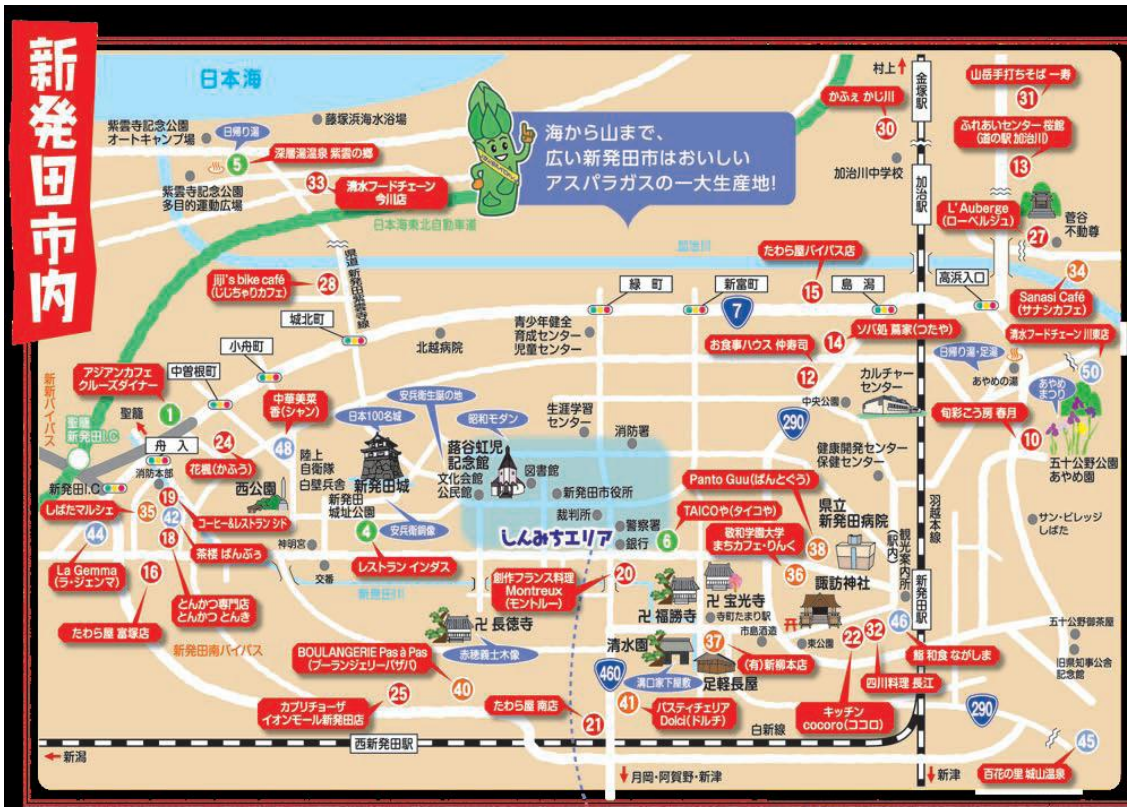 新発田市内
日本海
紫雲寺記念公園
オートキャンプ場
日帰り湯
藤塚浜海水浴場
5
深層湯温泉 紫雲の郷
紫雲寺記念公園
多目的運動広場
33
清水フードチェーン
今川店
日本海東北自動車道
海から山まで、
広い新発田市はおいしい
アスパラガスの一大生産地!
村上
金塚駅
かふぇ かじ川
30
山岳手打ちそば 一寿
31
ふれあいセンター 桜館
(道の駅 加治川)
13
加治川中学校
加治駅
L'Auberge
(ローベルジュ)
27
菅谷
不動尊
加治川
jiji's bike café
(じじちゃりカフェ)
28
県道 新発田紫雲寺線
たわら屋バイパス店
15
緑町
新富町
7
島潟
高浜入口
34
Sanasi Café
(サナシカフェ)
清水フードチェーン 川東店
50
城北町
小舟町
中曽根町
北越病院
青少年健全
育成センター
児童センター
お食事ハウス 仲寿司
12
14
ソバ処 蔦家(つたや)
日帰り湯・足湯
あやめの湯
あやめ
まつり
カルチャー
センター
中央公園
旬彩こう房 春月
10
五十公野公園
あやめ園
アジアンカフェ
クルーズダイナー
1
新新バイパス
聖籠
聖籠
新発田I.C
舟入
24
花楓(かふう)
中華美菜
香(シャン)
48
安兵衛生誕の地
日本100名城
昭和モダン
蕗谷虹児
記念館
生涯学習
センター
消防署
290
健康開発センター
保健センター
新発田I.C
消防本部
しばたマルシェ
35
19
コーヒー&レストラン シド
42
18
茶楼 ぱんぶぅ
44
西公園
陸上
自衛隊
白壁兵舎
新発田城
新発田
城址公園
文化会館
公民館
図書館
新発田市役所
裁判所
安兵衛銅像
4
レストラン インダス
しんみちエリア
警察署
銀行
6
TAICOや(タイコや)
Panto Guu(ぱんとぐう)
38
敬和学園大学
まちカフェ・りんく
36
県立
新発田病院
観光案内所
(駅内)
羽越本線
サン・ビレッジ
しばた
La Gemma
(ラ・ジェンマ)
16
たわら屋 富塚店
とんかつ専門店
とんかつ とんき
神明宮
交番
新発田川
創作フランス料理
Montreux
(モントルー)
20
福勝寺
宝光寺
寺町たまり駅
諏訪神社
新発田駅
46
鮨 和食 ながしま
五十公野御茶屋
旧県知事公舎
記念館
新発田南バイパス
長徳寺
赤穂義士木像
BOULANGERIE Pas à Pas
(ブーランジェリーパザパ)
40
清水園
溝口家下屋敷
足軽長屋
37
(有)新柳本店
市島酒造
東公園
22
32
四川料理 長江
キッチン
cocoro(ココロ)
カプリチョーザ
イオンモール新発田店
25
たわら屋 南店
21
460
41
パスティチェリア
Dolci(ドルチ)
白新線
290
西新発田駅
新潟
月岡・阿賀野・新津
新津
45
百花の里 城山温泉